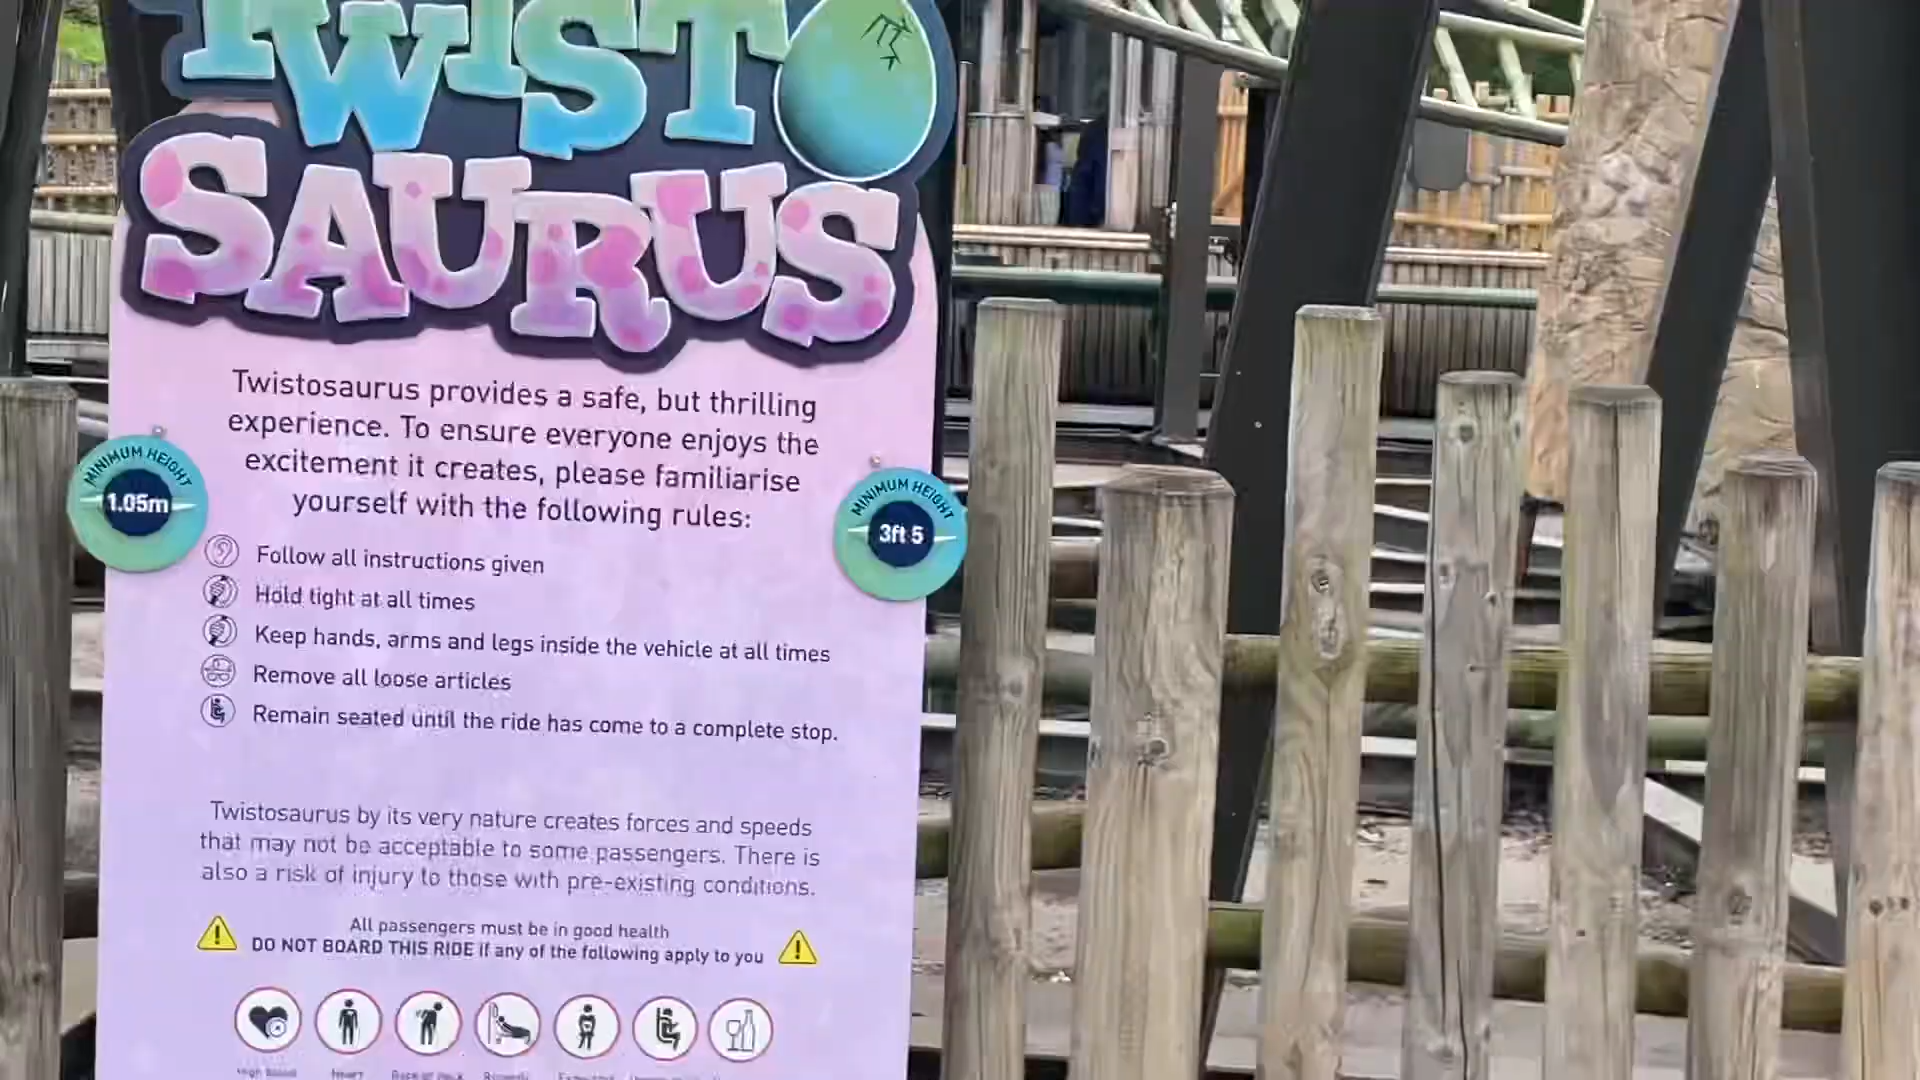 TWISTO
SAURUS
Twistosaurus provides a safe, but thrilling
experience. To ensure everyone enjoys the
excitement it creates, please familiarise
yourself with the following rules:
MINIMUM HEIGHT
1.05m
MINIMUM HEIGHT
3ft 5
Follow all instructions given
Hold tight at all times
Keep hands, arms and legs inside the vehicle at all times
Remove all loose articles
Remain seated until the ride has come to a complete stop.
Twistosaurus by its very nature creates forces and speeds
that may not be acceptable to some passengers. There is
also a risk of injury to those with pre-existing conditions.
All passengers must be in good health
DO NOT BOARD THIS RIDE if any of the following apply to you